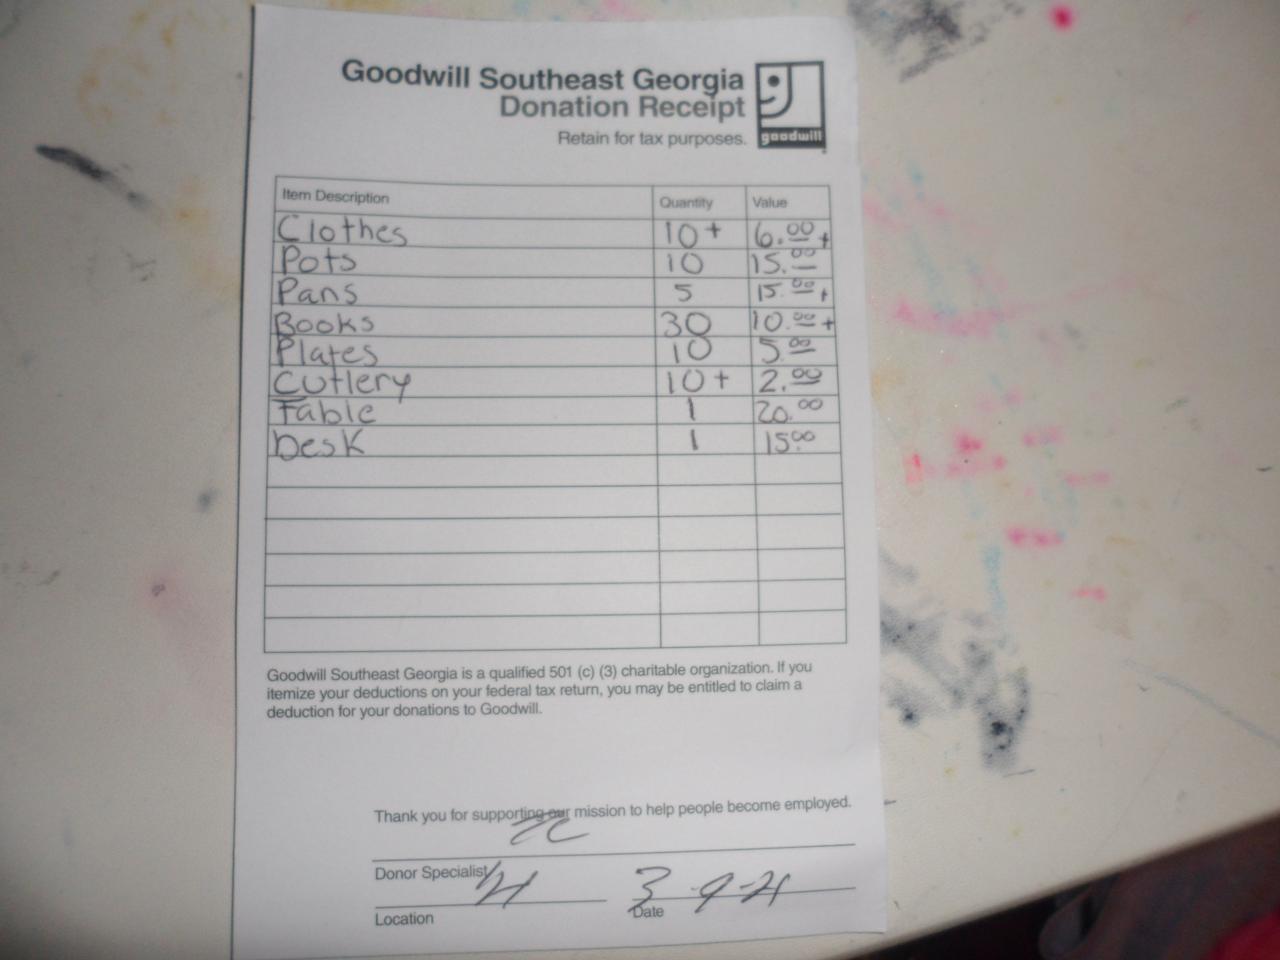 Goodwill Southeast Georgia
Donation Receipt
Retain for tax purposes.
goodwill
Item Description Quantity Value
Clothes 10+ 6.00+
Pots 10 15.00
Pans 5 15.00+
Books 30 10.00+
Plates 10 5.00
Cutlery 10+ 2.00
Table 1 20.00
Desk 1 15.00
Goodwill Southeast Georgia is a qualified 501 (c) (3) charitable organization. If you
itemize your deductions on your federal tax return, you may be entitled to claim a
deduction for your donations to Goodwill.
Thank you for supporting our mission to help people become employed.
Donor Specialist
3-9-21
Location Date